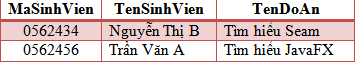 MaSinhVien TenSinhVien TenDoAn
0562434 Nguyễn Thị B Tìm hiểu Seam
0562456 Trần Văn A Tìm hiểu JavaFX